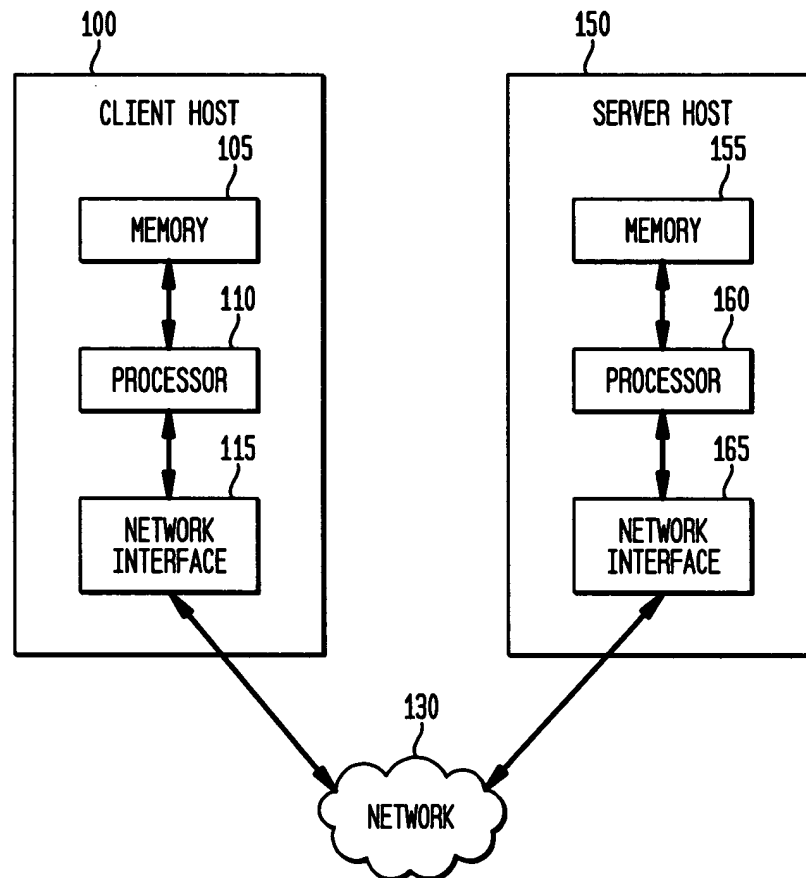 100
CLIENT HOST
105
MEMORY
110
PROCESSOR
115
NETWORK
INTERFACE
150
SERVER HOST
155
MEMORY
160
PROCESSOR
165
NETWORK
INTERFACE
130
NETWORK